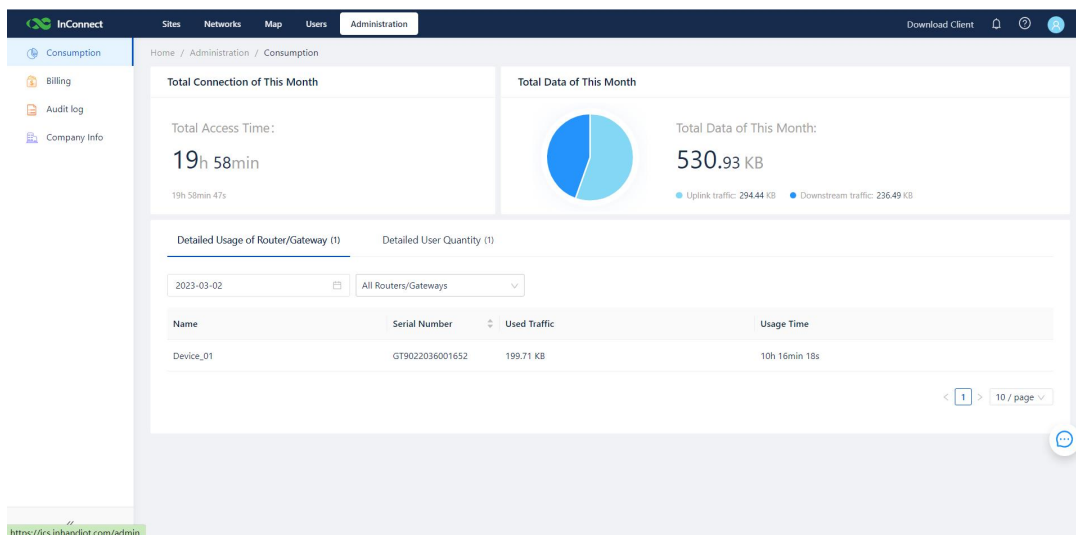 InConnect Sites Networks Map Users Administration Download Client
Consumption
Billing
Audit log
Company Info
Home / Administration / Consumption
Total Connection of This Month
Total Access Time:
19h 58min
19h 58min 47s
Total Data of This Month
Total Data of This Month:
530.93 KB
Uplink traffic: 294.44 KB Downstream traffic: 236.49 KB
Detailed Usage of Router/Gateway (1) Detailed User Quantity (1)
2023-03-02 All Routers/Gateways
Name Serial Number Used Traffic Usage Time
Device_01 GT9022036001652 199.71 KB 10h 16min 18s
< 1 > 10 / page
https://ics.inhandiot.com/admin